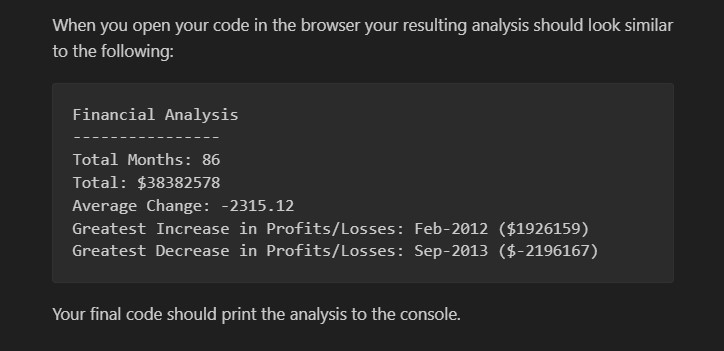 When you open your code in the browser your resulting analysis should look similar
to the following:
Financial Analysis
----------------
Total Months: 86
Total: $38382578
Average Change: -2315.12
Greatest Increase in Profits/Losses: Feb-2012 ($1926159)
Greatest Decrease in Profits/Losses: Sep-2013 ($-2196167)
Your final code should print the analysis to the console.